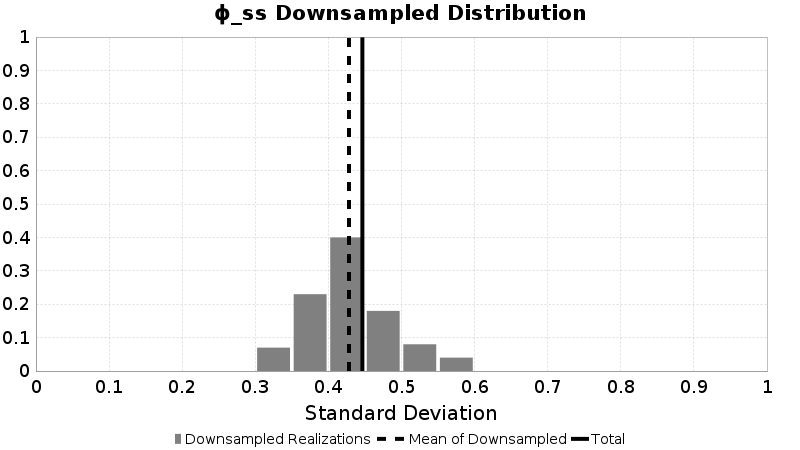 ϕ_ss Downsampled Distribution
1
0.9
0.8
0.7
0.6
0.5
0.4
0.3
0.2
0.1
0
0 0.1 0.2 0.3 0.4 0.5 0.6 0.7 0.8 0.9 1
Standard Deviation
Downsampled Realizations Mean of Downsampled Total